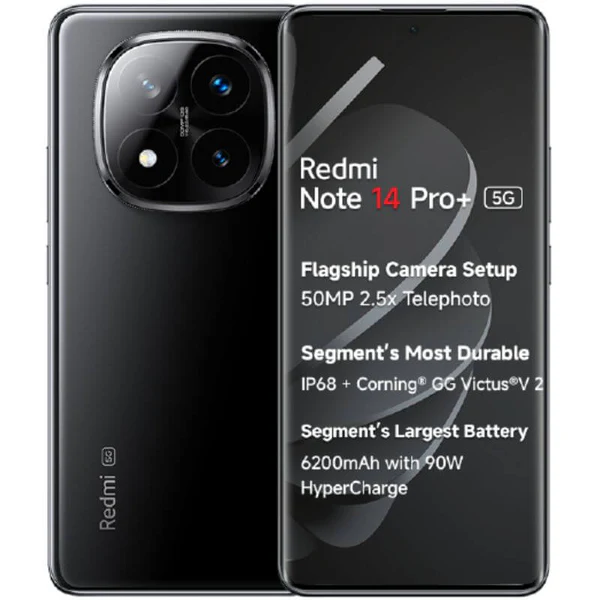 Redmi
Note 14 Pro+ 5G
Flagship Camera Setup
50MP 2.5x Telephoto
Segment's Most Durable
IP68 + Corning® GG Victus®V 2
Segment's Largest Battery
6200mAh with 90W
HyperCharge
Redmi 5G